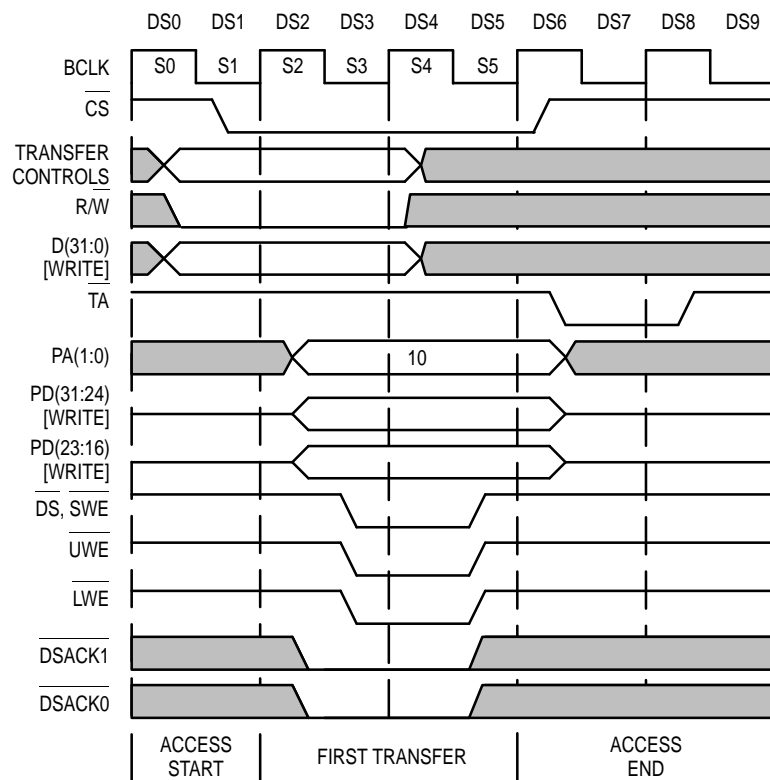 DS0 DS1 DS2 DS3 DS4 DS5 DS6 DS7 DS8 DS9
BCLK S0 S1 S2 S3 S4 S5
CS
TRANSFER
CONTROLS
R/W
D(31:0)
[WRITE]
TA
PA(1:0) 10
PD(31:24)
[WRITE]
PD(23:16)
[WRITE]
DS, SWE
UWE
LWE
DSACK1
DSACK0
ACCESS
START
FIRST TRANSFER
ACCESS
END